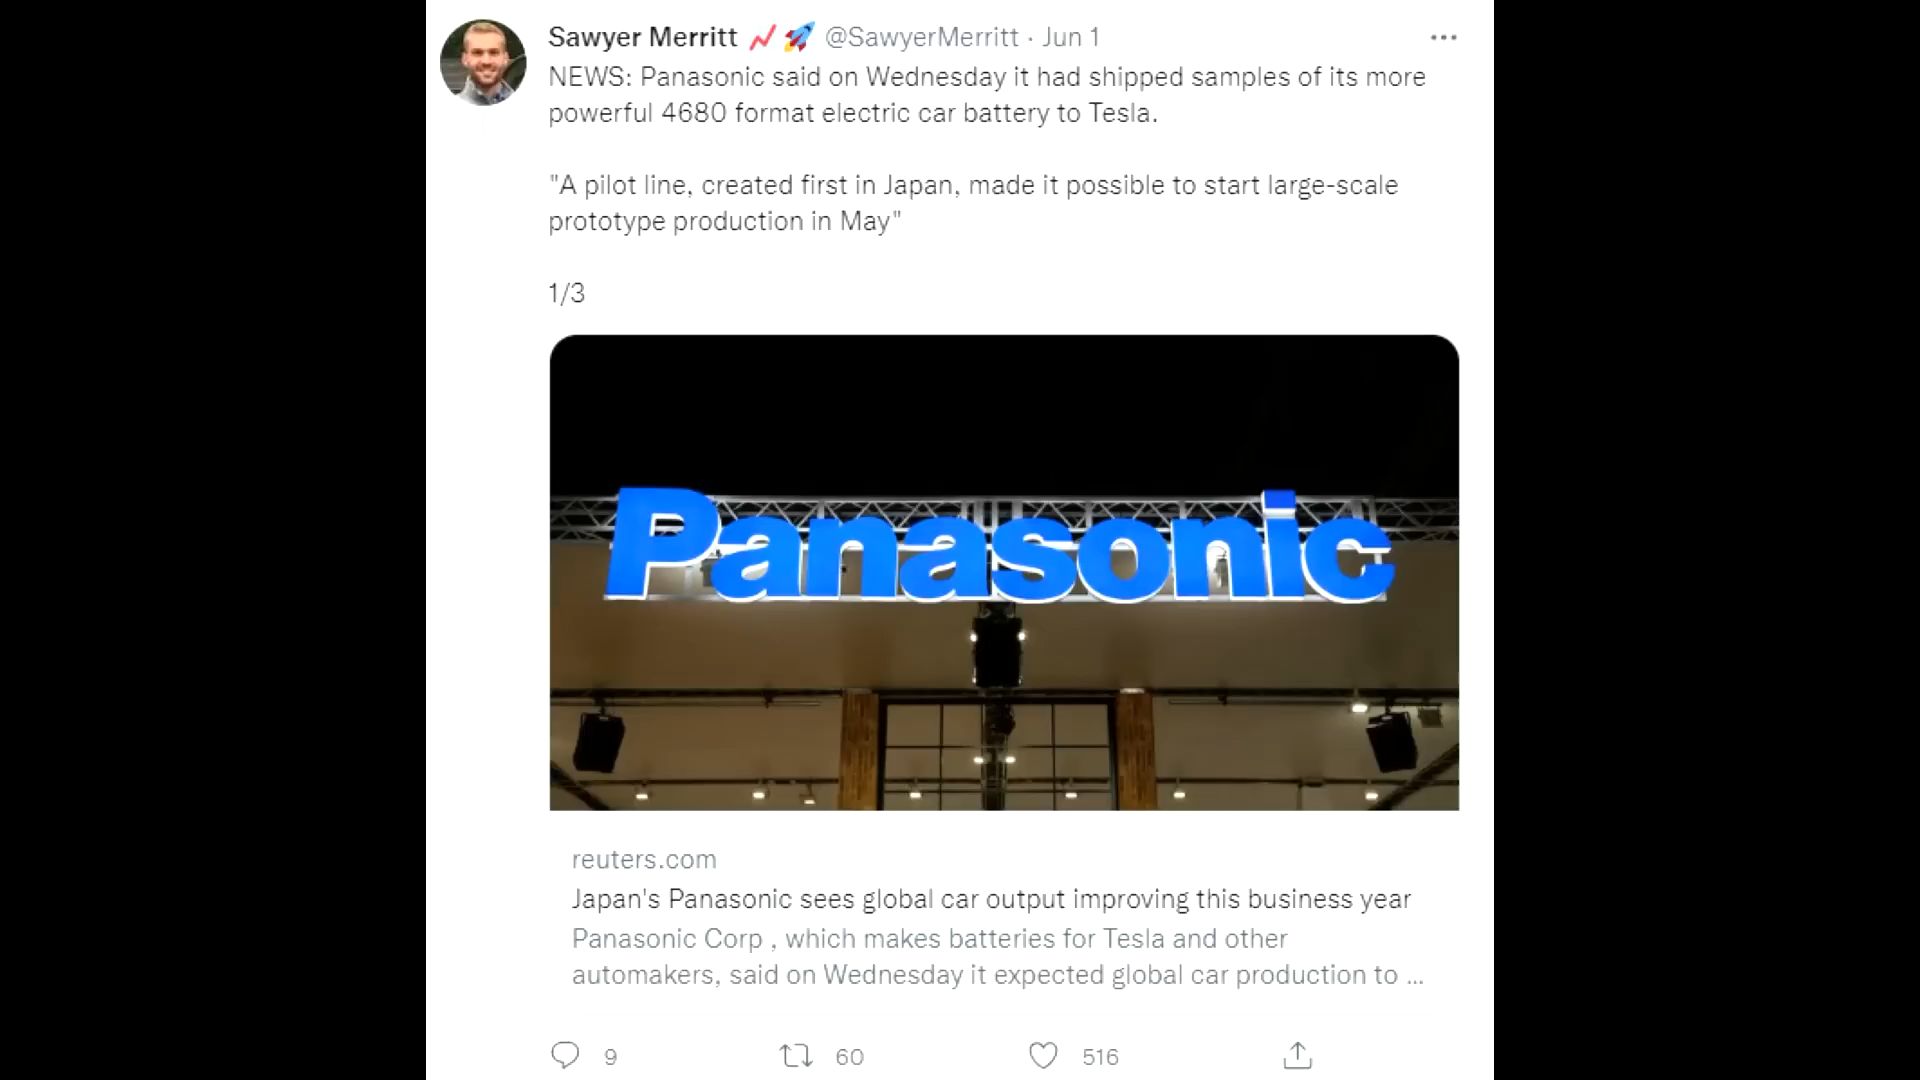 Sawyer Merritt @SawyerMerritt · Jun 1
NEWS: Panasonic said on Wednesday it had shipped samples of its more
powerful 4680 format electric car battery to Tesla.
"A pilot line, created first in Japan, made it possible to start large-scale
prototype production in May"
1/3
Panasonic
reuters.com
Japan's Panasonic sees global car output improving this business year
Panasonic Corp , which makes batteries for Tesla and other
automakers, said on Wednesday it expected global car production to ...
9 60 516